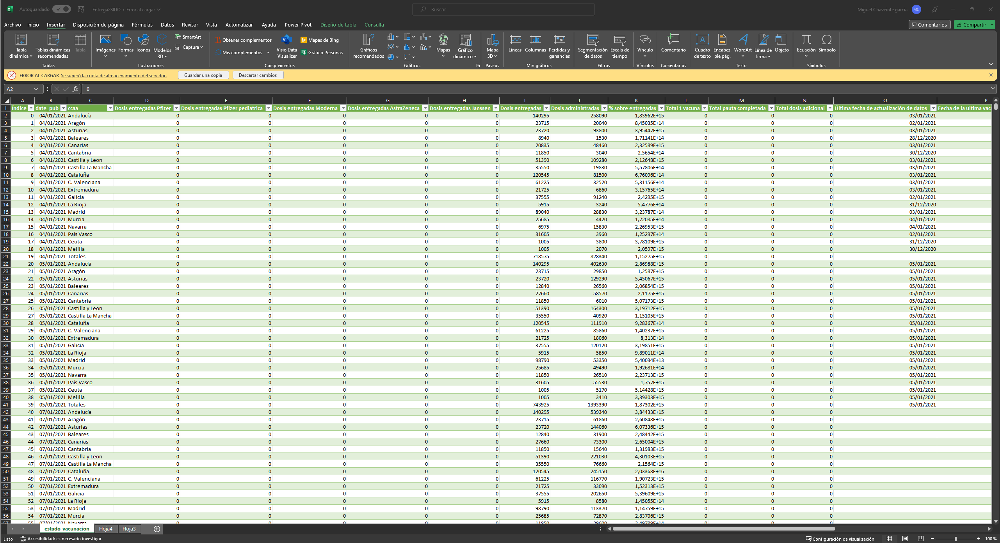 Autoguardado Entrega2SIDO • Error al cargar Buscar Miguel Chaveinte garcia MC
Archivo Inicio Insertar Disposición de página Fórmulas Datos Revisar Vista Automatizar Ayuda Power Pivot Diseño de tabla Consulta Comentarios Compartir
Tabla dinámica Tablas dinámicas recomendadas Tabla Imágenes Formas Iconos Modelos 3D SmartArt Captura Obtener complementos Mis complementos Visio Data Visualizer Mapas de Bing Gráfico Personas Gráficos recomendados Mapas Gráfico dinámico Mapa 3D Líneas Columnas Pérdidas y ganancias Segmentación de datos Escala de tiempo Vínculo Comentario Cuadro de texto Encabez. pie pág. WordArt Línea de firma Objeto Ecuación Símbolo
Tablas Ilustraciones Complementos Gráficos Paseos Minigráficos Filtros Vínculos Comentarios Texto Símbolos
ERROR AL CARGAR Se superó la cuota de almacenamiento del servidor. Guardar una copia Descartar cambios
A2 fx 0
A B C D E F G H I J K L M N O P
1 Índice date_pub ccaa Dosis entregadas Pfizer Dosis entregadas Pfizer pediatrica Dosis entregadas Moderna Dosis entregadas AstraZeneca Dosis entregadas Janssen Dosis entregadas Dosis administradas % sobre entregadas Total 1 vacuna Total pauta completada Total dosis adicional Última fecha de actualización de datos Fecha de la ultima vac
2 0 04/01/2021 Andalucía 0 0 0 0 0 140295 258090 1,83962E+15 0 0 0 03/01/2021
3 1 04/01/2021 Aragón 0 0 0 0 0 23715 20040 8,45035E+14 0 0 0 02/01/2021
4 2 04/01/2021 Asturias 0 0 0 0 0 23720 93800 3,95447E+15 0 0 0 03/01/2021
5 3 04/01/2021 Baleares 0 0 0 0 0 8940 1530 1,71141E+14 0 0 0 28/12/2020
6 4 04/01/2021 Canarias 0 0 0 0 0 20835 48460 2,32589E+15 0 0 0 03/01/2021
7 5 04/01/2021 Cantabria 0 0 0 0 0 11850 3040 2,5654E+14 0 0 0 30/12/2020
8 6 04/01/2021 Castilla y Leon 0 0 0 0 0 51390 109280 2,12648E+15 0 0 0 03/01/2021
9 7 04/01/2021 Castilla La Mancha 0 0 0 0 0 35550 19830 5,57806E+14 0 0 0 03/01/2021
10 8 04/01/2021 Cataluña 0 0 0 0 0 120545 81500 6,76096E+14 0 0 0 03/01/2021
11 9 04/01/2021 C. Valenciana 0 0 0 0 0 61225 32520 5,31156E+14 0 0 0 03/01/2021
12 10 04/01/2021 Extremadura 0 0 0 0 0 21725 6860 3,15765E+14 0 0 0 03/01/2021
13 11 04/01/2021 Galicia 0 0 0 0 0 37555 91240 2,4295E+15 0 0 0 02/01/2021
14 12 04/01/2021 La Rioja 0 0 0 0 0 5915 3240 5,4776E+14 0 0 0 31/12/2020
15 13 04/01/2021 Madrid 0 0 0 0 0 89040 28830 3,23787E+14 0 0 0 03/01/2021
16 14 04/01/2021 Murcia 0 0 0 0 0 25685 4420 1,72085E+14 0 0 0 04/01/2021
17 15 04/01/2021 Navarra 0 0 0 0 0 6975 15830 2,26953E+15 0 0 0 04/01/2021
18 16 04/01/2021 País Vasco 0 0 0 0 0 31605 3960 1,25297E+14 0 0 0 02/01/2021
19 17 04/01/2021 Ceuta 0 0 0 0 0 1005 3800 3,78109E+15 0 0 0 31/12/2020
20 18 04/01/2021 Melilla 0 0 0 0 0 1005 2070 2,0597E+15 0 0 0 30/12/2020
21 19 04/01/2021 Totales 0 0 0 0 0 718575 828340 1,15275E+15 0 0 0
22 20 05/01/2021 Andalucía 0 0 0 0 0 140295 402630 2,86988E+15 0 0 0 05/01/2021
23 21 05/01/2021 Aragón 0 0 0 0 0 23715 29850 1,2587E+15 0 0 0 05/01/2021
24 22 05/01/2021 Asturias 0 0 0 0 0 23720 129290 5,45067E+15 0 0 0 05/01/2021
25 23 05/01/2021 Baleares 0 0 0 0 0 12840 26560 2,06854E+15 0 0 0 05/01/2021
26 24 05/01/2021 Canarias 0 0 0 0 0 27660 58570 2,1175E+15 0 0 0 05/01/2021
27 25 05/01/2021 Cantabria 0 0 0 0 0 11850 6010 5,07173E+15 0 0 0 05/01/2021
28 26 05/01/2021 Castilla y Leon 0 0 0 0 0 51390 164300 3,19712E+15 0 0 0 05/01/2021
29 27 05/01/2021 Castilla La Mancha 0 0 0 0 0 35550 40920 1,15105E+15 0 0 0 05/01/2021
30 28 05/01/2021 Cataluña 0 0 0 0 0 120545 111910 9,28367E+14 0 0 0 05/01/2021
31 29 05/01/2021 C. Valenciana 0 0 0 0 0 61225 85860 1,40237E+15 0 0 0 05/01/2021
32 30 05/01/2021 Extremadura 0 0 0 0 0 21725 18060 8,313E+14 0 0 0 05/01/2021
33 31 05/01/2021 Galicia 0 0 0 0 0 37555 120120 3,19851E+15 0 0 0 05/01/2021
34 32 05/01/2021 La Rioja 0 0 0 0 0 5915 5850 9,89011E+14 0 0 0 05/01/2021
35 33 05/01/2021 Madrid 0 0 0 0 0 98790 53350 5,40034E+13 0 0 0 05/01/2021
36 34 05/01/2021 Murcia 0 0 0 0 0 25685 49490 1,92681E+14 0 0 0 05/01/2021
37 35 05/01/2021 Navarra 0 0 0 0 0 11850 26510 2,23713E+15 0 0 0 05/01/2021
38 36 05/01/2021 País Vasco 0 0 0 0 0 31605 55530 1,757E+15 0 0 0 05/01/2021
39 37 05/01/2021 Ceuta 0 0 0 0 0 1005 5170 5,14428E+15 0 0 0 05/01/2021
40 38 05/01/2021 Melilla 0 0 0 0 0 1005 3410 3,39303E+15 0 0 0 05/01/2021
41 39 05/01/2021 Totales 0 0 0 0 0 743925 1393390 1,87302E+15 0 0 0 05/01/2021
42 40 07/01/2021 Andalucía 0 0 0 0 0 140295 539340 3,84433E+15 0 0 0
43 41 07/01/2021 Aragón 0 0 0 0 0 23715 61860 2,60848E+15 0 0 0
44 42 07/01/2021 Asturias 0 0 0 0 0 23720 144060 6,07336E+15 0 0 0
45 43 07/01/2021 Baleares 0 0 0 0 0 12840 31900 2,48442E+15 0 0 0
46 44 07/01/2021 Canarias 0 0 0 0 0 27660 73300 2,65004E+15 0 0 0
47 45 07/01/2021 Cantabria 0 0 0 0 0 11850 15640 1,31983E+15 0 0 0
48 46 07/01/2021 Castilla y Leon 0 0 0 0 0 51390 221030 4,30103E+15 0 0 0
49 47 07/01/2021 Castilla La Mancha 0 0 0 0 0 35550 76660 2,1564E+15 0 0 0
50 48 07/01/2021 Cataluña 0 0 0 0 0 120545 245150 2,03368E+16 0 0 0
51 49 07/01/2021 C. Valenciana 0 0 0 0 0 61225 116770 1,90723E+15 0 0 0
52 50 07/01/2021 Extremadura 0 0 0 0 0 21725 33090 1,52313E+15 0 0 0
53 51 07/01/2021 Galicia 0 0 0 0 0 37555 202650 5,39609E+15 0 0 0
54 52 07/01/2021 La Rioja 0 0 0 0 0 5915 8580 1,45055E+14 0 0 0
55 53 07/01/2021 Madrid 0 0 0 0 0 98790 113370 1,14759E+15 0 0 0
56 54 07/01/2021 Murcia 0 0 0 0 0 25685 72870 2,83706E+15 0 0 0
57 55 07/01/2021 Navarra 0 0 0 0 0 11850 29600 2,49789E+14 0 0 0
estado_vacunacion Hoja4 Hoja3
Listo Accesibilidad: es necesario investigar Configuración de visualización 100 %